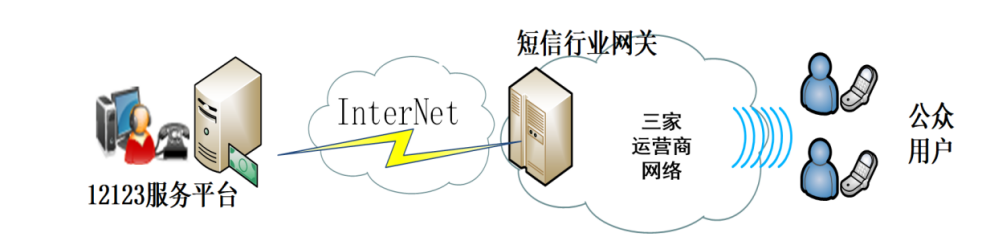 短信行业网关
InterNet
三家
运营商
网络
公众
用户
12123服务平台